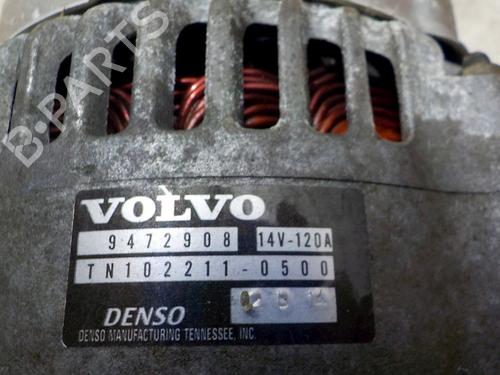 B-PARTS
VOLVO
9472908 14V-120A
TN102211-0500
DENSO
DENSO MANUFACTURING TENNESSEE, INC.